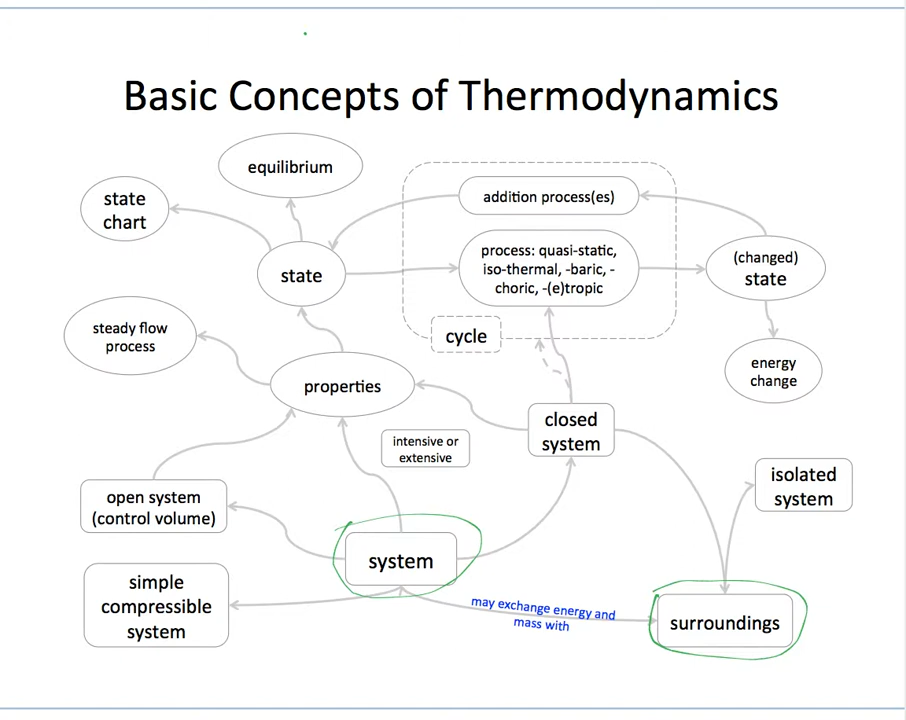 Basic Concepts of Thermodynamics
equilibrium
state
chart
addition process(es)
state
process: quasi-static,
iso-thermal, -baric, -
choric, -(e)tropic
(changed)
state
steady flow
process
cycle
energy
change
properties
closed
system
intensive or
extensive
isolated
system
open system
(control volume)
system
simple
compressible
system
may exchange energy and
mass with
surroundings